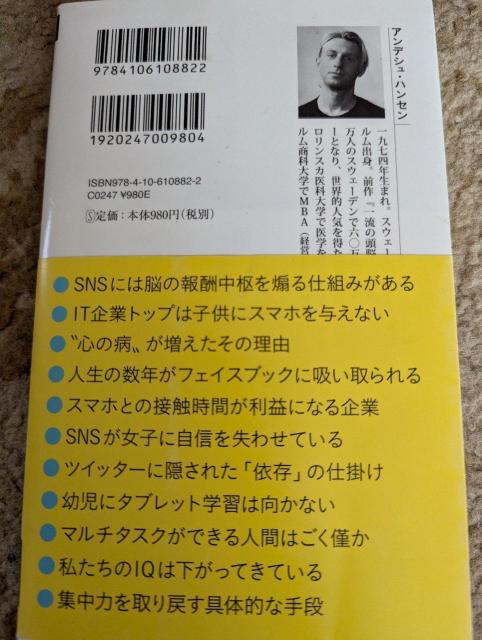 9784106108822
1920247009804
ISBN978-4-10-610882-2
C0247 ¥980E
Ⓢ定価：本体980円（税別）
アンデシュ・ハンセン
一九七四年生まれ。スウェー
ルム出身。前作『一流の頭脳
万人のスウェーデンで六〇万
ーとなり、世界的人気を得た
ロリンスカ医科大学で医学を
ルム商科大学でMBA（経営
SNSには脳の報酬中枢を煽る仕組みがある
IT企業トップは子供にスマホを与えない
〝心の病〟が増えたその理由
人生の数年がフェイスブックに吸い取られる
スマホとの接触時間が利益になる企業
SNSが女子に自信を失わせている
ツイッターに隠された「依存」の仕掛け
幼児にタブレット学習は向かない
マルチタスクができる人間はごく僅か
私たちのIQは下がってきている
集中力を取り戻す具体的な手段